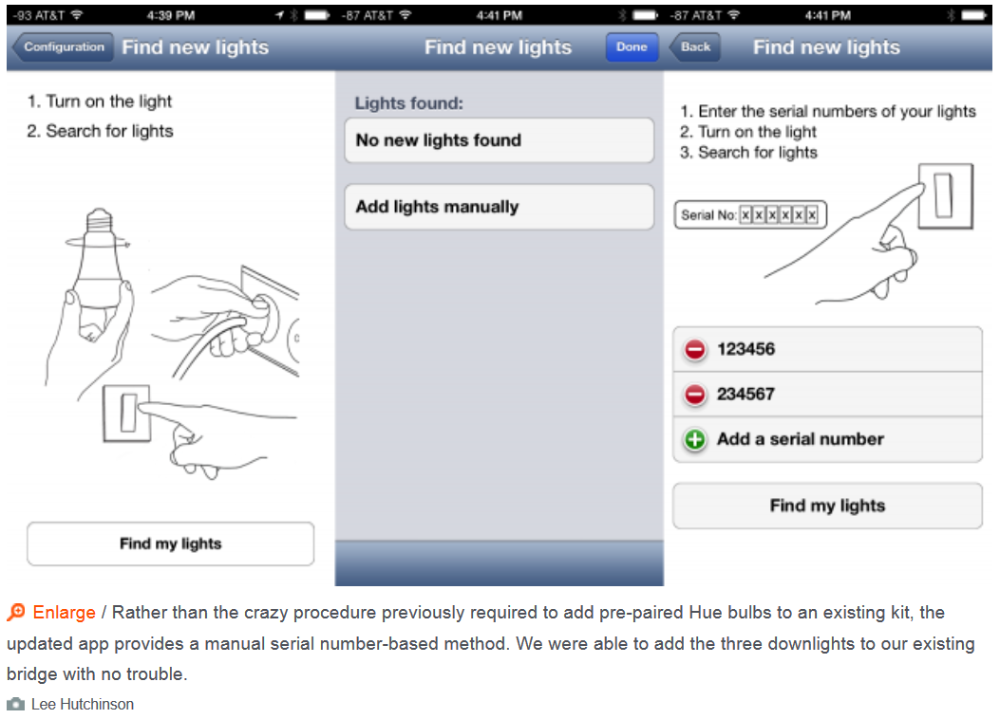 -93 AT&T 4:39 PM
Configuration Find new lights
1. Turn on the light
2. Search for lights
Find my lights
-87 AT&T 4:41 PM
Find new lights Done
Lights found:
No new lights found
Add lights manually
-87 AT&T 4:41 PM
Back Find new lights
1. Enter the serial numbers of your lights
2. Turn on the light
3. Search for lights
Serial No: x x x x x x
123456
234567
Add a serial number
Find my lights
Enlarge / Rather than the crazy procedure previously required to add pre-paired Hue bulbs to an existing kit, the
updated app provides a manual serial number-based method. We were able to add the three downlights to our existing
bridge with no trouble.
Lee Hutchinson